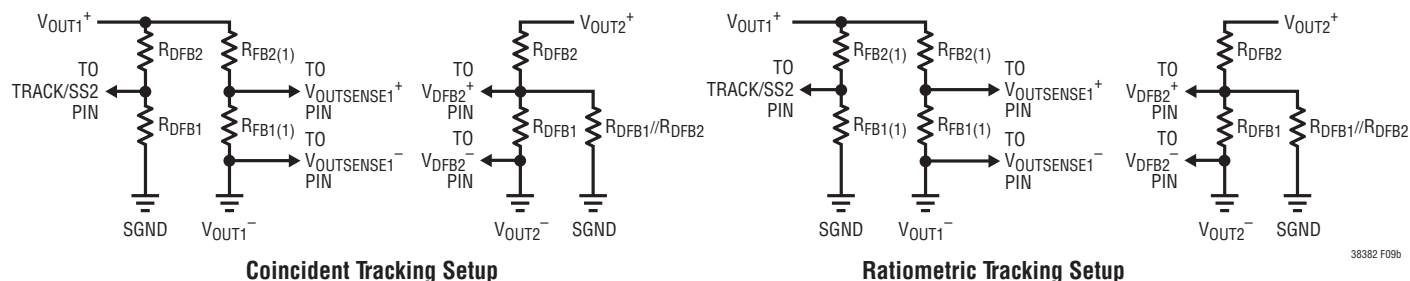 VOUT1+
RDFB2
RFB2(1)
TO
TRACK/SS2
PIN
TO
VOUTSENSE1+
PIN
RDFB1
RFB1(1)
TO
VOUTSENSE1–
PIN
SGND
VOUT1–
VOUT2+
RDFB2
TO
VDFB2+
PIN
RDFB1
RDFB1//RDFB2
TO
VDFB2–
PIN
VOUT2–
SGND
Coincident Tracking Setup
VOUT1+
RFB2(1)
RFB2(1)
TO
TRACK/SS2
PIN
TO
VOUTSENSE1+
PIN
RFB1(1)
RFB1(1)
TO
VOUTSENSE1–
PIN
SGND
VOUT1–
VOUT2+
RDFB2
TO
VDFB2+
PIN
RDFB1
RDFB1//RDFB2
TO
VDFB2–
PIN
VOUT2–
SGND
Ratiometric Tracking Setup
38382 F09b